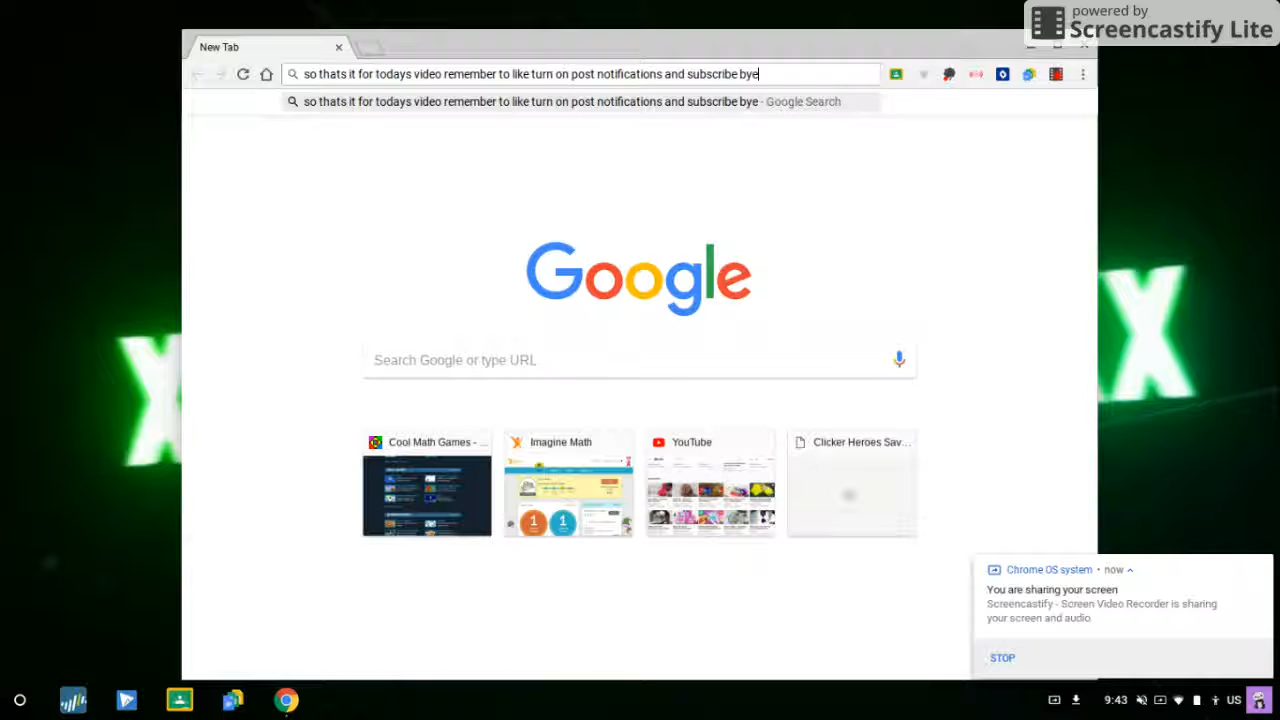 powered by
Screencastify Lite
New Tab
so thats it for todays video remember to like turn on post notifications and subscribe bye
so thats it for todays video remember to like turn on post notifications and subscribe bye - Google Search
Google
Search Google or type URL
Cool Math Games - ...
Imagine Math
YouTube
Clicker Heroes Sav...
X
X
Chrome OS system • now
You are sharing your screen
Screencastify - Screen Video Recorder is sharing
your screen and audio
STOP
9:43
US